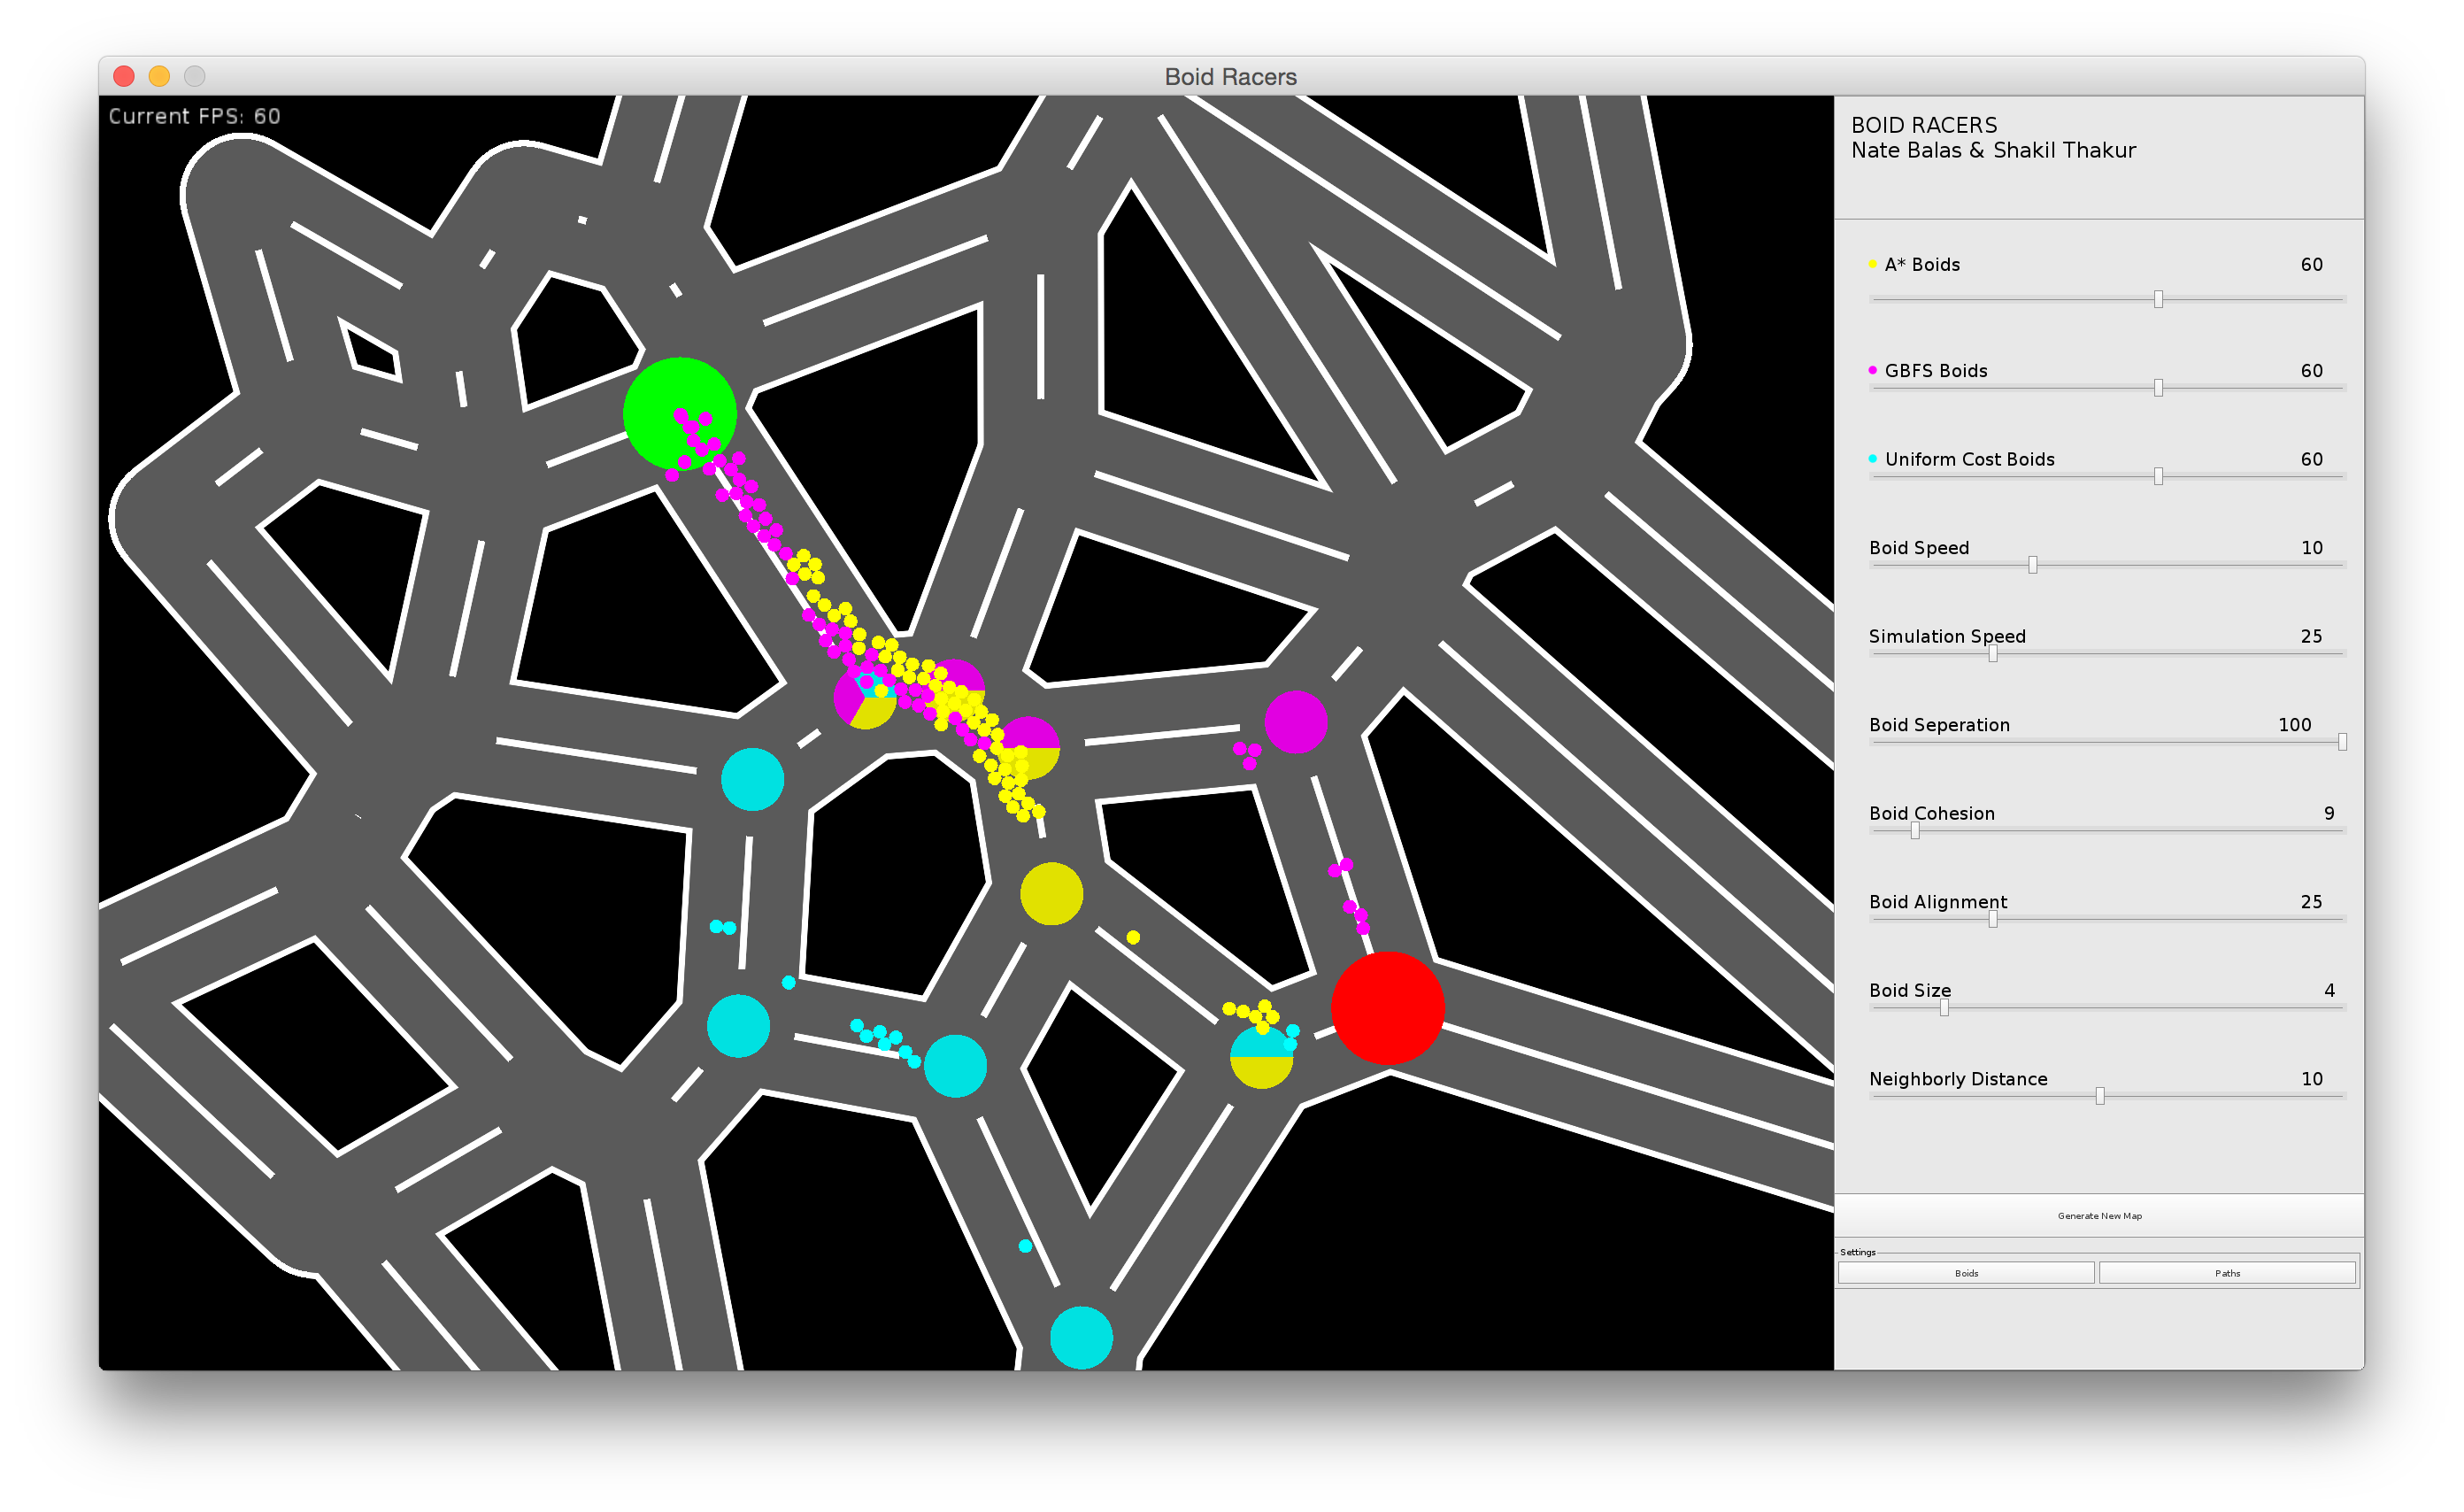 Boid Racers
Current FPS: 60
BOID RACERS
Nate Balas & Shakil Thakur
A* Boids 60
GBFS Boids 60
Uniform Cost Boids 60
Boid Speed 10
Simulation Speed 25
Boid Seperation 100
Boid Cohesion 9
Boid Alignment 25
Boid Size 4
Neighborly Distance 10
Generate New Map
Settings
Boids Paths